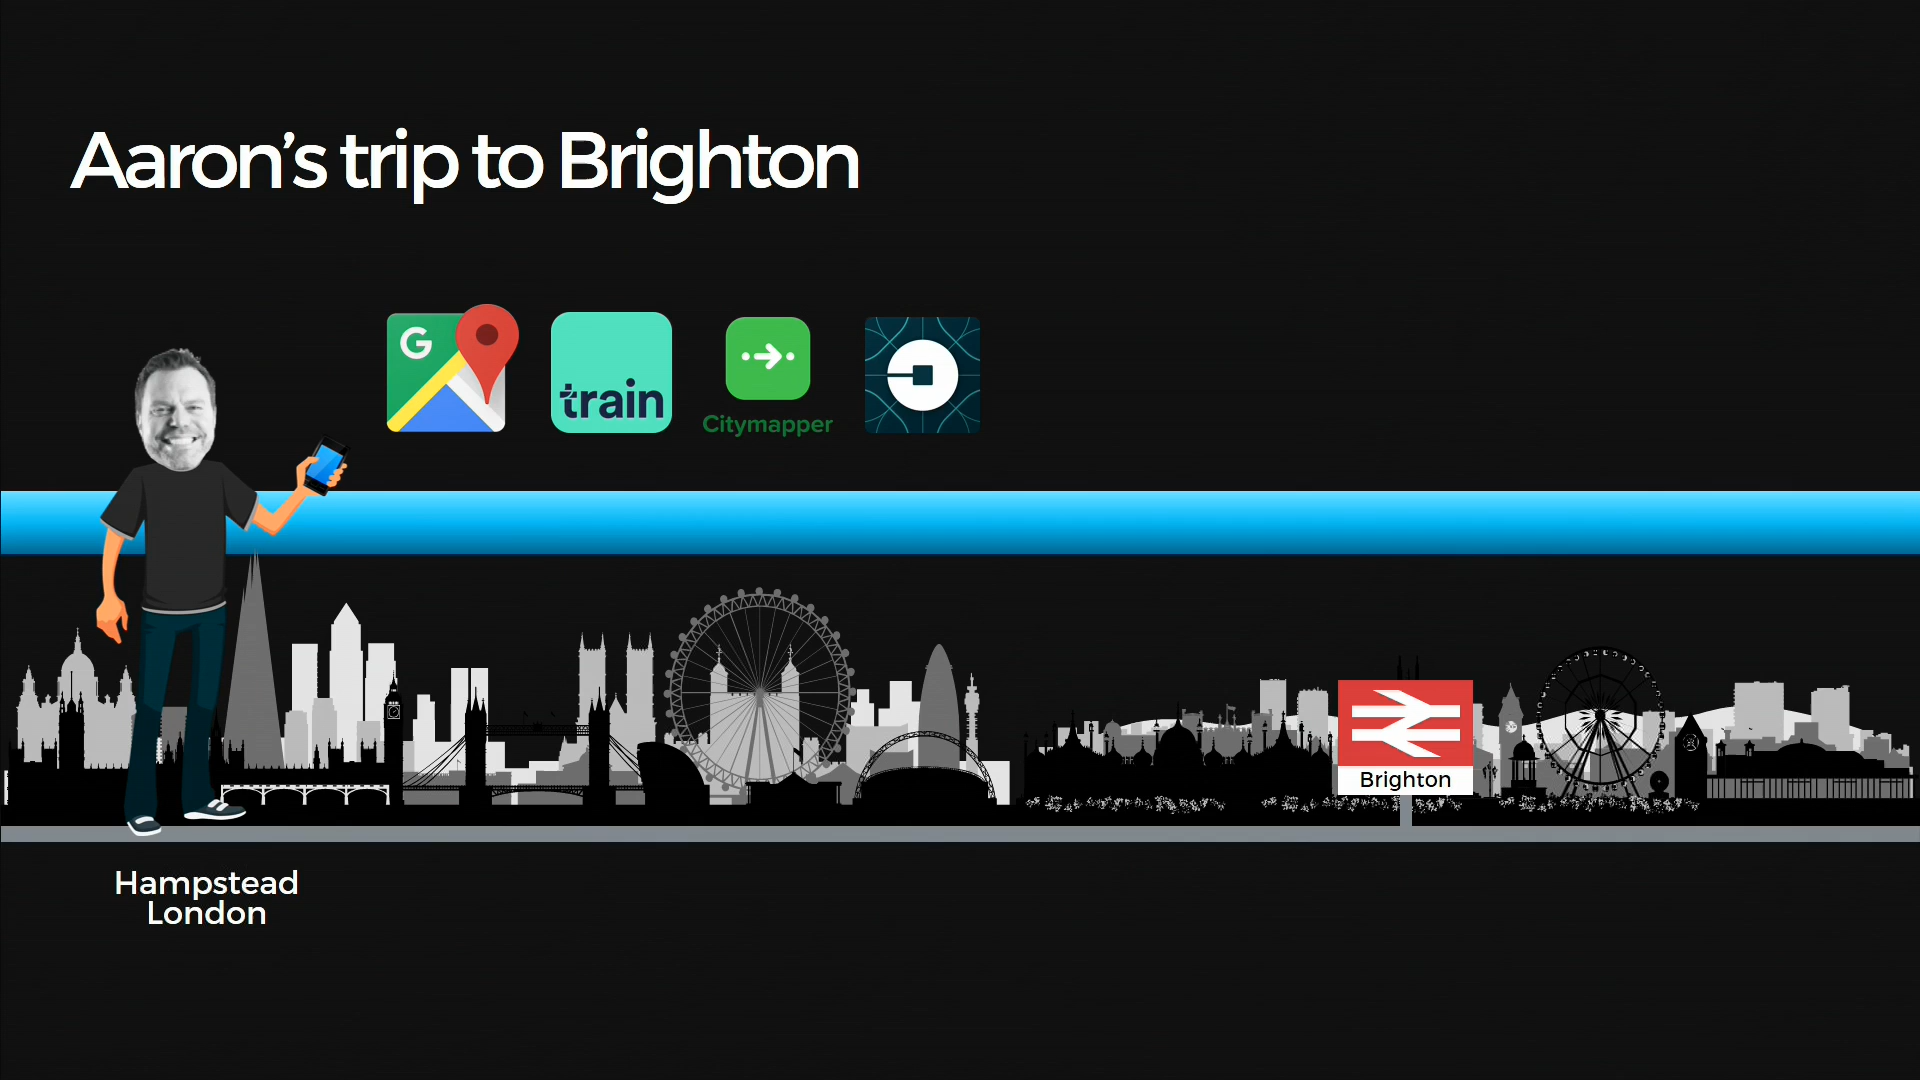 Aaron’s trip to Brighton
G
train
Citymapper
Brighton
Hampstead
London